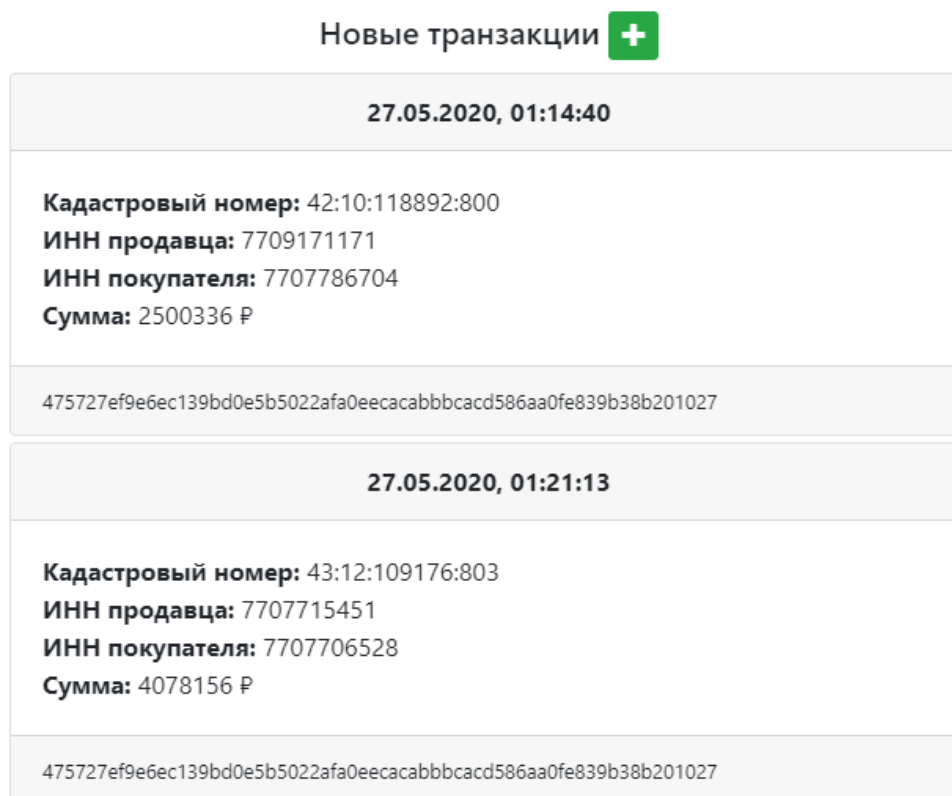 Новые транзакции
27.05.2020, 01:14:40
Кадастровый номер: 42:10:118892:800
ИНН продавца: 7709171171
ИНН покупателя: 7707786704
Сумма: 2500336 ₽
475727ef9e6ec139bd0e5b5022afa0eecacabbbcacd586aa0fe839b38b201027
27.05.2020, 01:21:13
Кадастровый номер: 43:12:109176:803
ИНН продавца: 7707715451
ИНН покупателя: 7707706528
Сумма: 4078156 ₽
475727ef9e6ec139bd0e5b5022afa0eecacabbbcacd586aa0fe839b38b201027